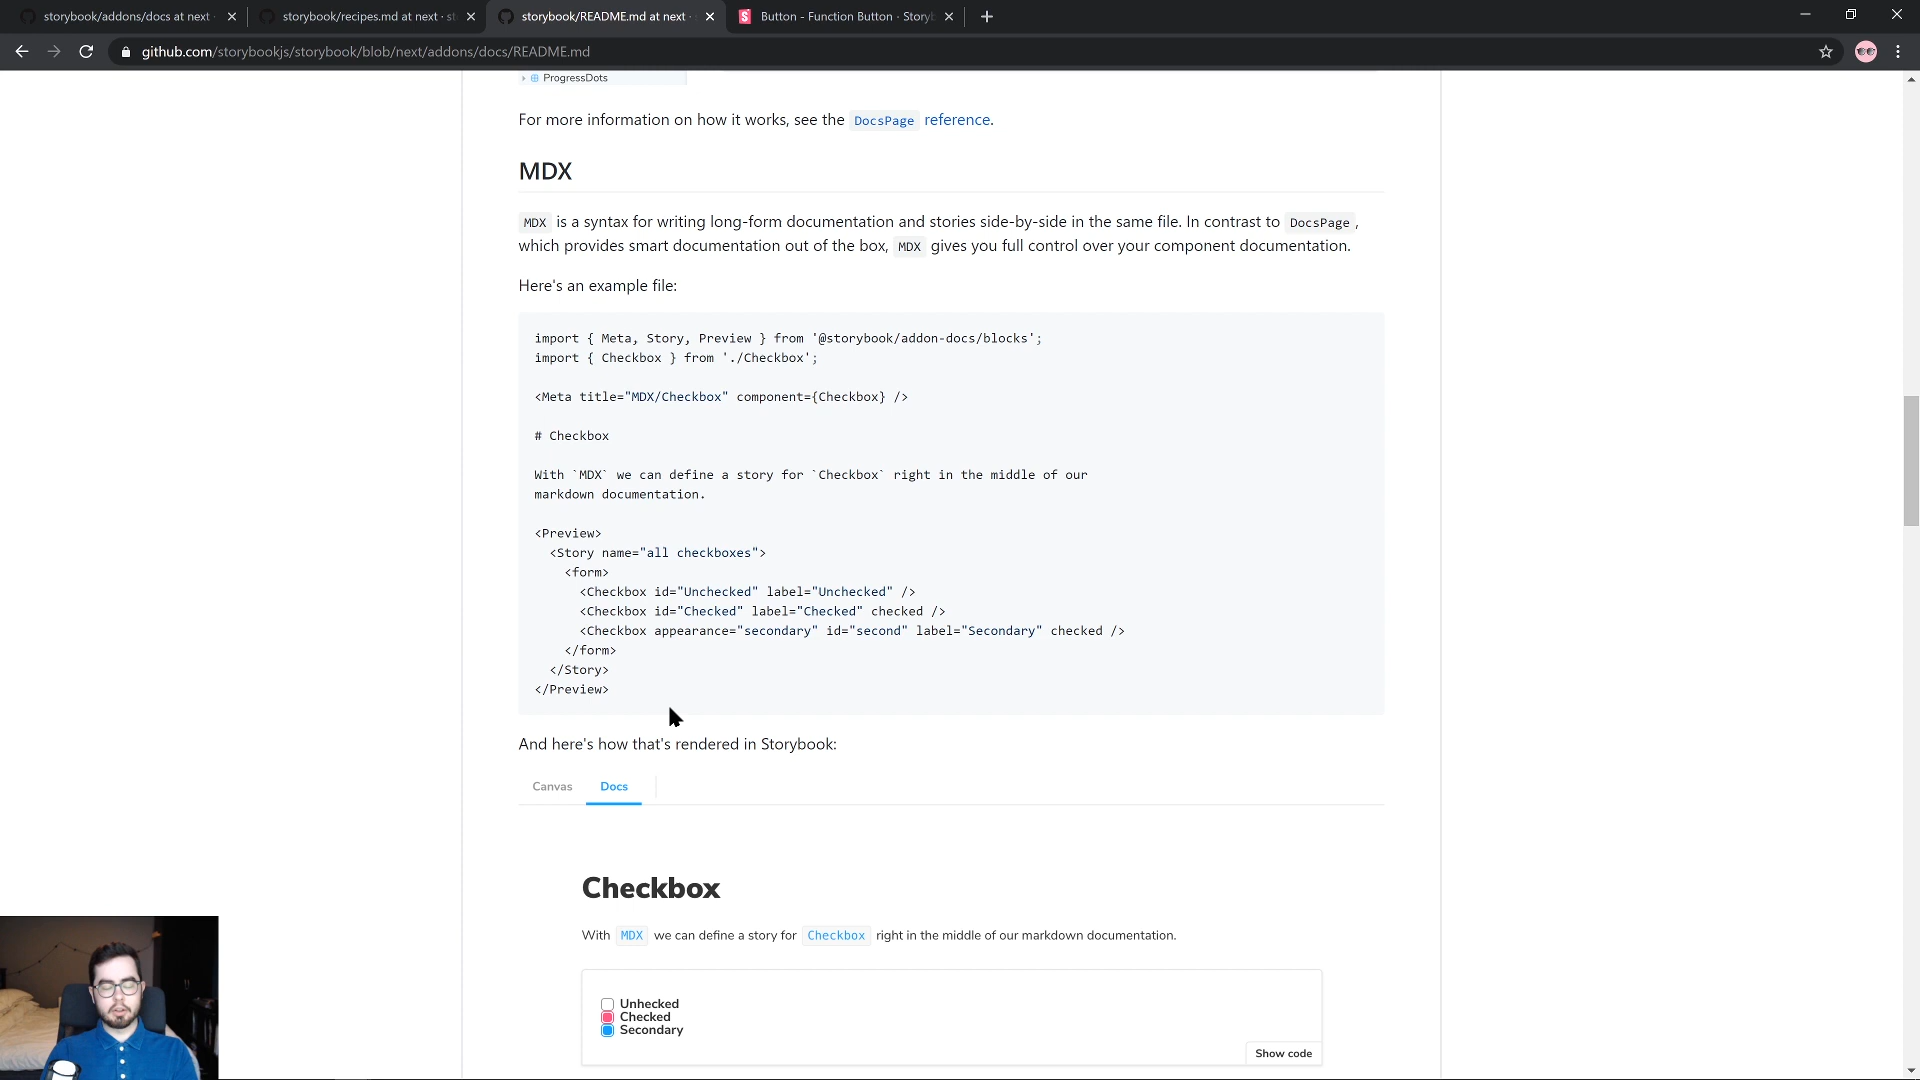 storybook/addons/docs at next
storybook/recipes.md at next · st
storybook/README.md at next ·
S
Button - Function Button · Storyb
github.com/storybookjs/storybook/blob/next/addons/docs/README.md
ProgressDots
For more information on how it works, see the DocsPage reference.
MDX
MDX is a syntax for writing long-form documentation and stories side-by-side in the same file. In contrast to DocsPage,
which provides smart documentation out of the box, MDX gives you full control over your component documentation.
Here's an example file:
import { Meta, Story, Preview } from '@storybook/addon-docs/blocks';
import { Checkbox } from './Checkbox';
<Meta title="MDX/Checkbox" component={Checkbox} />
# Checkbox
With `MDX` we can define a story for `Checkbox` right in the middle of our
markdown documentation.
<Preview>
<Story name="all checkboxes">
<form>
<Checkbox id="Unchecked" label="Unchecked" />
<Checkbox id="Checked" label="Checked" checked />
<Checkbox appearance="secondary" id="second" label="Secondary" checked />
</form>
</Story>
</Preview>
And here's how that's rendered in Storybook:
Canvas Docs
Checkbox
With MDX we can define a story for Checkbox right in the middle of our markdown documentation.
Unhecked
Checked
Secondary
Show code